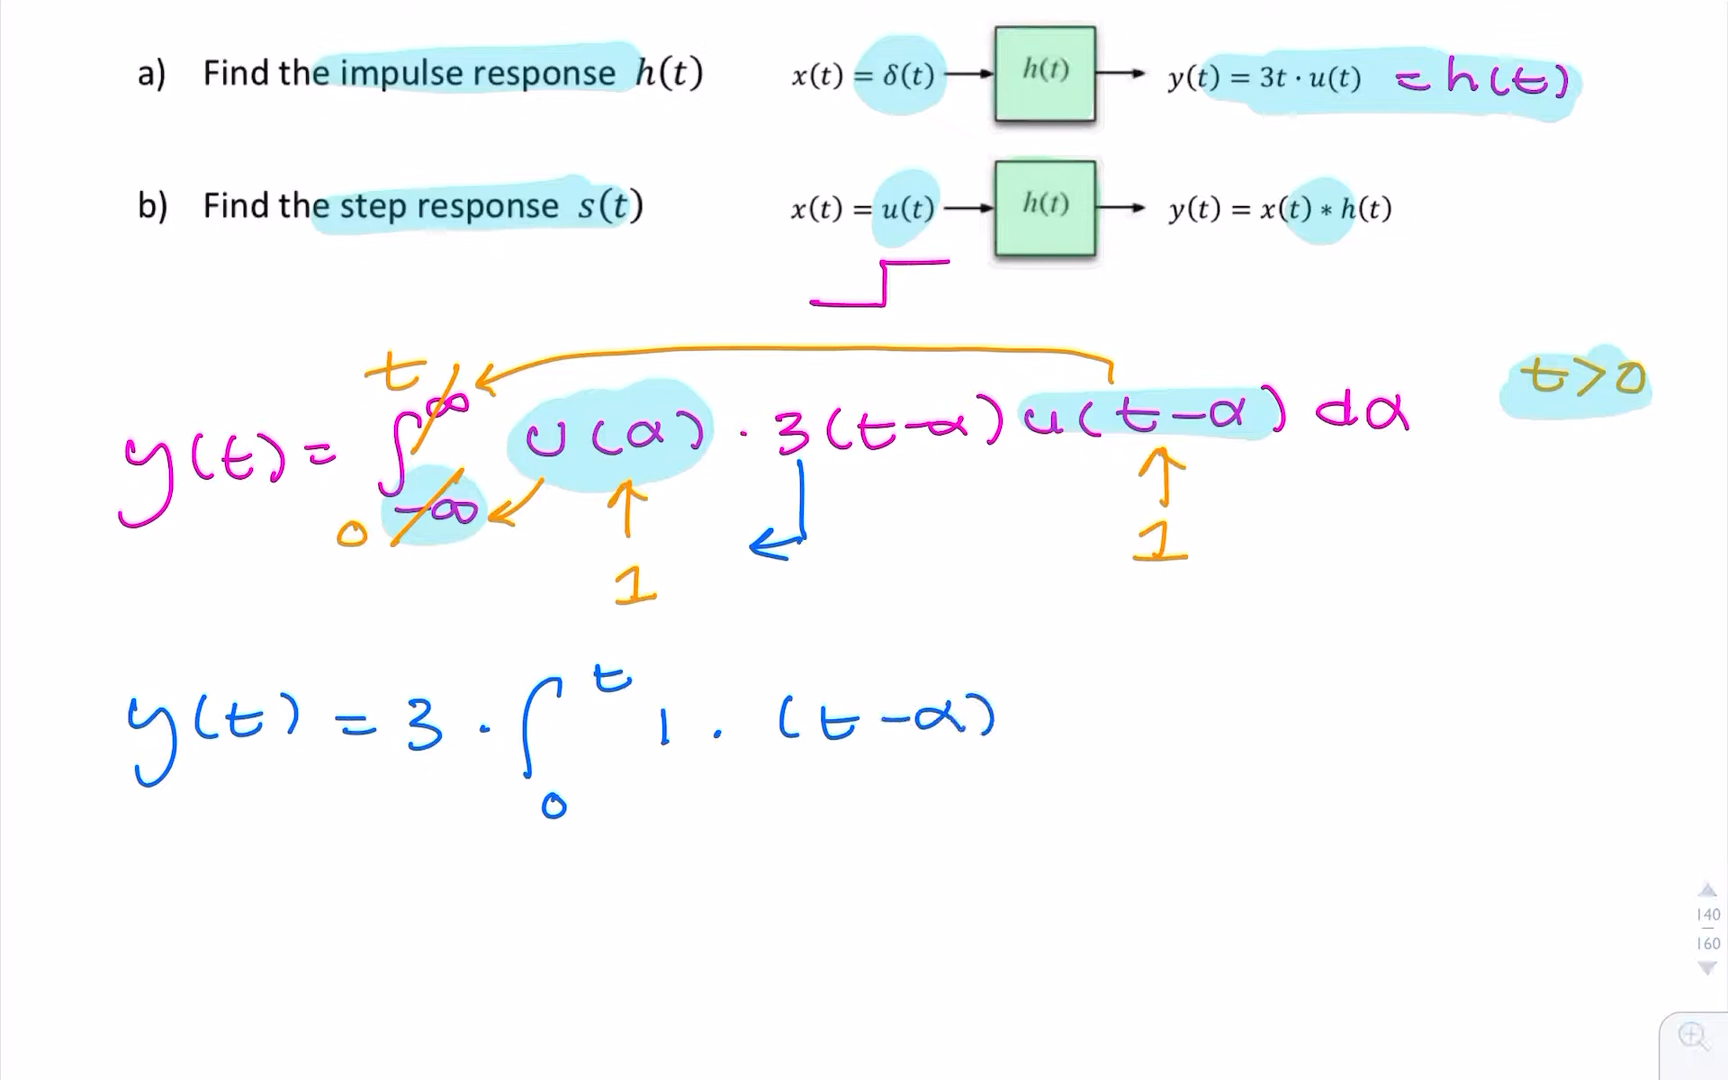 a) Find the impulse response h(t) x(t) = δ(t) h(t) y(t) = 3t · u(t) = h(t)
b) Find the step response s(t) x(t) = u(t) h(t) y(t) = x(t) ∗ h(t)
t t>0
y(t) = ∫ ∞ -∞ u(α) · 3(t-α) u(t-α) dα
0 1 1
y(t) = 3 · ∫ t 0 1 · (t-α)
140
160